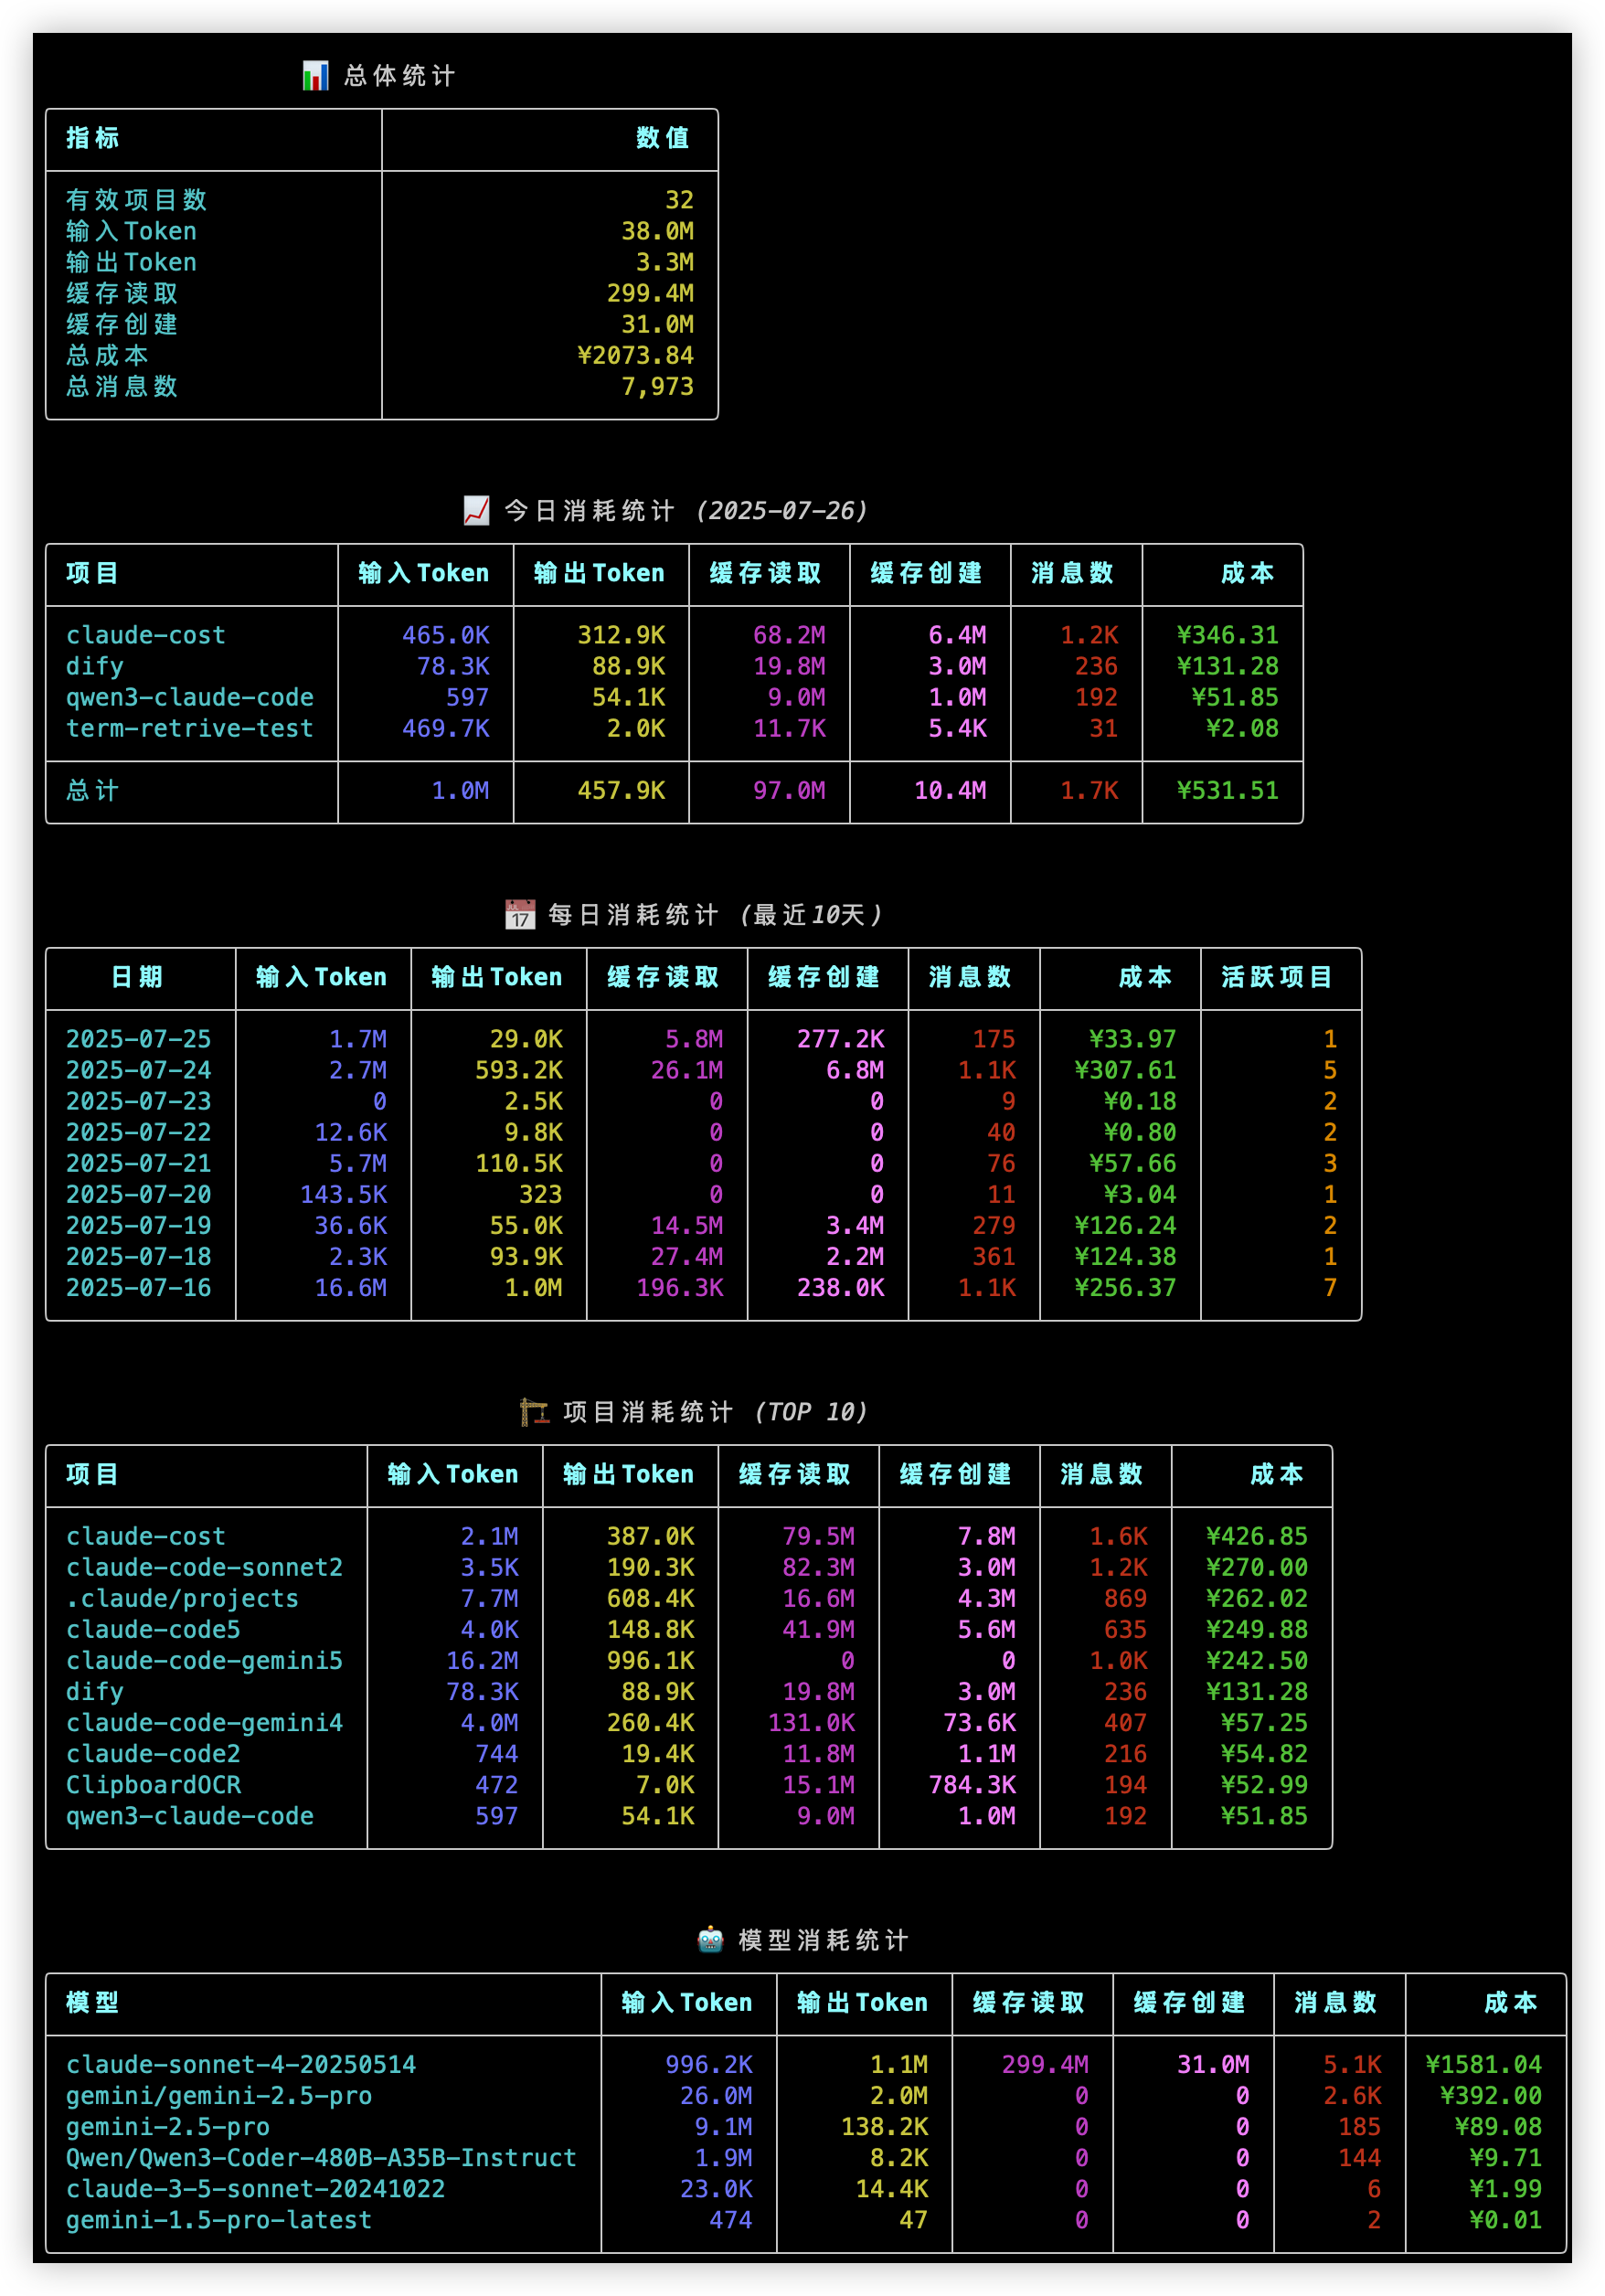 📊 总体统计
指标 数值
有效项目数 32
输入Token 38.0M
输出Token 3.3M
缓存读取 299.4M
缓存创建 31.0M
总成本 ¥2073.84
总消息数 7,973
📈 今日消耗统计 (2025-07-26)
项目 输入Token 输出Token 缓存读取 缓存创建 消息数 成本
claude-cost 465.0K 312.9K 68.2M 6.4M 1.2K ¥346.31
dify 78.3K 88.9K 19.8M 3.0M 236 ¥131.28
qwen3-claude-code 597 54.1K 9.0M 1.0M 192 ¥51.85
term-retrive-test 469.7K 2.0K 11.7K 5.4K 31 ¥2.08
总计 1.0M 457.9K 97.0M 10.4M 1.7K ¥531.51
📅 每日消耗统计 (最近10天)
日期 输入Token 输出Token 缓存读取 缓存创建 消息数 成本 活跃项目
2025-07-25 1.7M 29.0K 5.8M 277.2K 175 ¥33.97 1
2025-07-24 2.7M 593.2K 26.1M 6.8M 1.1K ¥307.61 5
2025-07-23 0 2.5K 0 0 9 ¥0.18 2
2025-07-22 12.6K 9.8K 0 0 40 ¥0.80 2
2025-07-21 5.7M 110.5K 0 0 76 ¥57.66 3
2025-07-20 143.5K 323 0 0 11 ¥3.04 1
2025-07-19 36.6K 55.0K 14.5M 3.4M 279 ¥126.24 2
2025-07-18 2.3K 93.9K 27.4M 2.2M 361 ¥124.38 1
2025-07-16 16.6M 1.0M 196.3K 238.0K 1.1K ¥256.37 7
🏗️ 项目消耗统计 (TOP 10)
项目 输入Token 输出Token 缓存读取 缓存创建 消息数 成本
claude-cost 2.1M 387.0K 79.5M 7.8M 1.6K ¥426.85
claude-code-sonnet2 3.5K 190.3K 82.3M 3.0M 1.2K ¥270.00
.claude/projects 7.7M 608.4K 16.6M 4.3M 869 ¥262.02
claude-code5 4.0K 148.8K 41.9M 5.6M 635 ¥249.88
claude-code-gemini5 16.2M 996.1K 0 0 1.0K ¥242.50
dify 78.3K 88.9K 19.8M 3.0M 236 ¥131.28
claude-code-gemini4 4.0M 260.4K 131.0K 73.6K 407 ¥57.25
claude-code2 744 19.4K 11.8M 1.1M 216 ¥54.82
ClipboardOCR 472 7.0K 15.1M 784.3K 194 ¥52.99
qwen3-claude-code 597 54.1K 9.0M 1.0M 192 ¥51.85
🤖 模型消耗统计
模型 输入Token 输出Token 缓存读取 缓存创建 消息数 成本
claude-sonnet-4-20250514 996.2K 1.1M 299.4M 31.0M 5.1K ¥1581.04
gemini/gemini-2.5-pro 26.0M 2.0M 0 0 2.6K ¥392.00
gemini-2.5-pro 9.1M 138.2K 0 0 185 ¥89.08
Qwen/Qwen3-Coder-480B-A35B-Instruct 1.9M 8.2K 0 0 144 ¥9.71
claude-3-5-sonnet-20241022 23.0K 14.4K 0 0 6 ¥1.99
gemini-1.5-pro-latest 474 47 0 0 2 ¥0.01